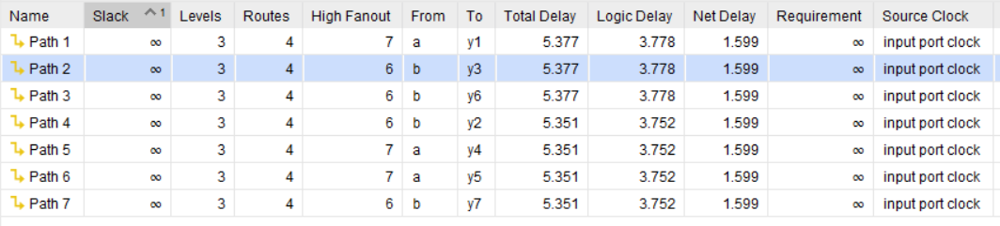 Name Slack 1 Levels Routes High Fanout From To Total Delay Logic Delay Net Delay Requirement Source Clock
Path 1 ∞ 3 4 7 a y1 5.377 3.778 1.599 ∞ input port clock
Path 2 ∞ 3 4 6 b y3 5.377 3.778 1.599 ∞ input port clock
Path 3 ∞ 3 4 6 b y6 5.377 3.778 1.599 ∞ input port clock
Path 4 ∞ 3 4 6 b y2 5.351 3.752 1.599 ∞ input port clock
Path 5 ∞ 3 4 7 a y4 5.351 3.752 1.599 ∞ input port clock
Path 6 ∞ 3 4 7 a y5 5.351 3.752 1.599 ∞ input port clock
Path 7 ∞ 3 4 6 b y7 5.351 3.752 1.599 ∞ input port clock